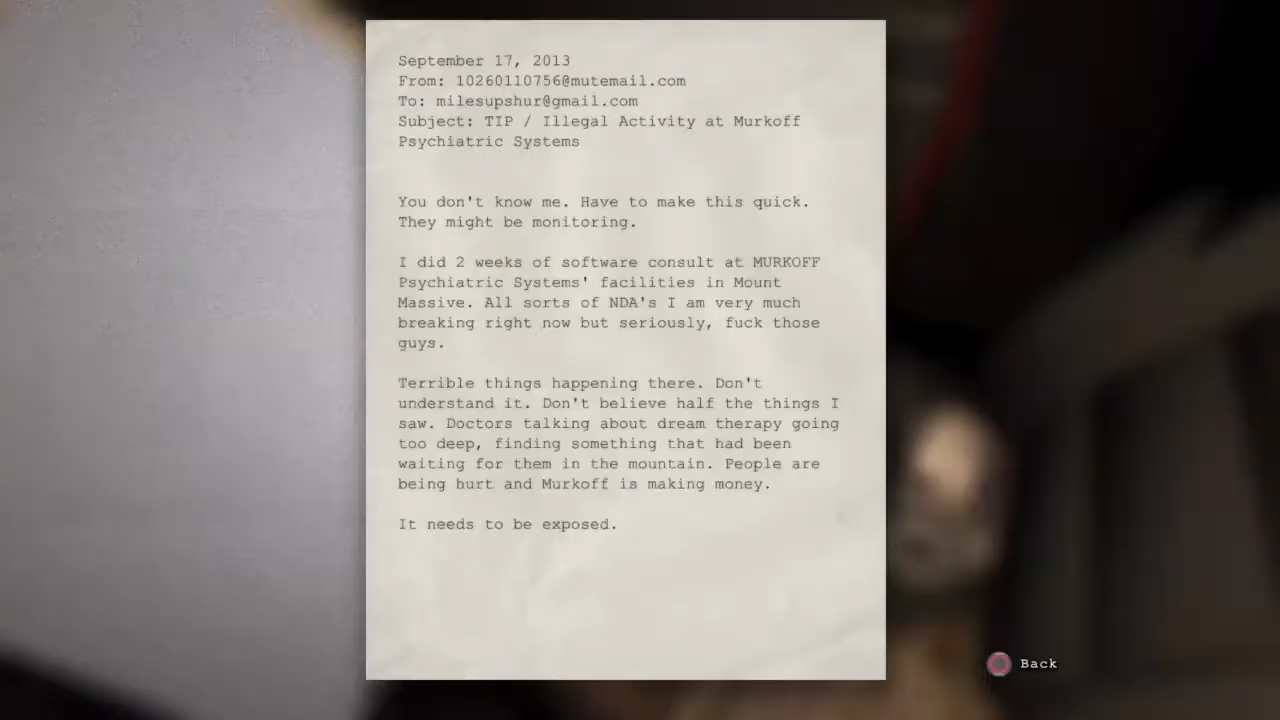 September 17, 2013
From: 10260110756@mutemail.com
To: milesupshur@gmail.com
Subject: TIP / Illegal Activity at Murkoff
Psychiatric Systems
You don't know me. Have to make this quick.
They might be monitoring.
I did 2 weeks of software consult at MURKOFF
Psychiatric Systems' facilities in Mount
Massive. All sorts of NDA's I am very much
breaking right now but seriously, fuck those
guys.
Terrible things happening there. Don't
understand it. Don't believe half the things I
saw. Doctors talking about dream therapy going
too deep, finding something that had been
waiting for them in the mountain. People are
being hurt and Murkoff is making money.
It needs to be exposed.
Back